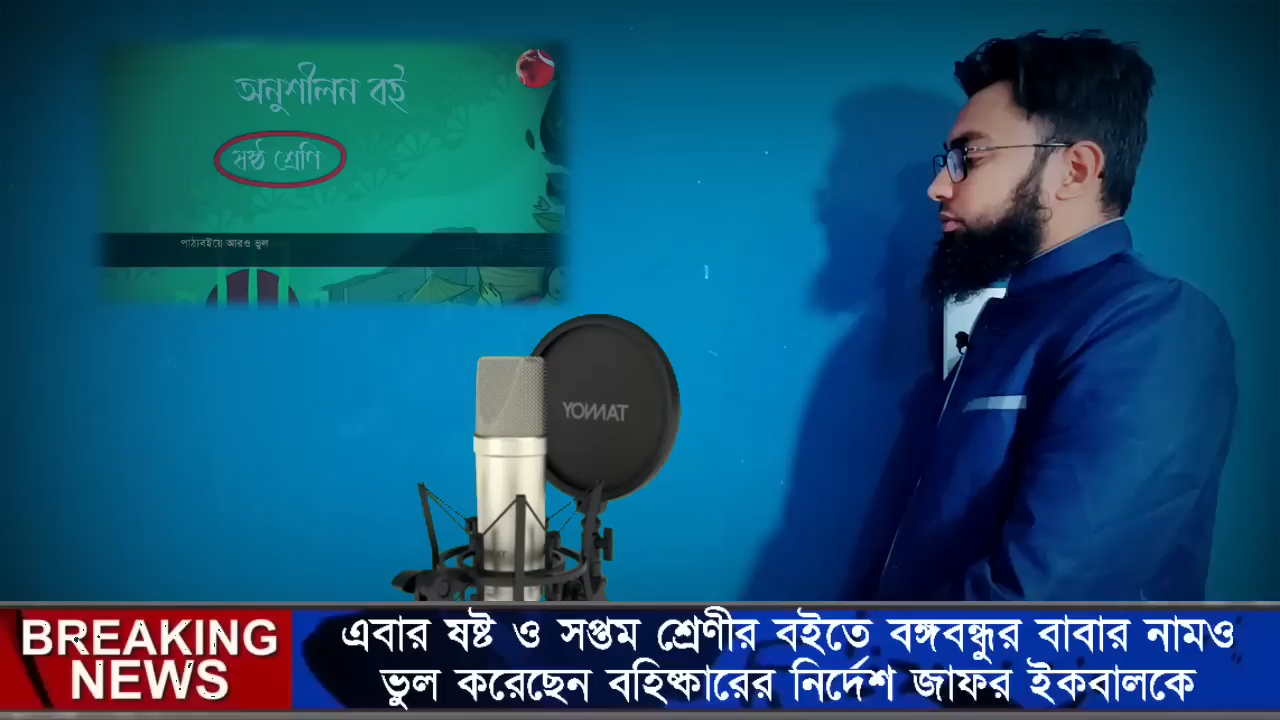 অনুশীলন বই
ষষ্ঠ শ্রেণি
পাঠ্যবইয়ে আরও ভুল
YOMMAT
BREAKING
NEWS
এবার ষষ্ট ও সপ্তম শ্রেণীর বইতে বঙ্গবন্ধুর বাবার নামও
ভুল করেছেন বহিষ্কারের নির্দেশ জাফর ইকবালকে